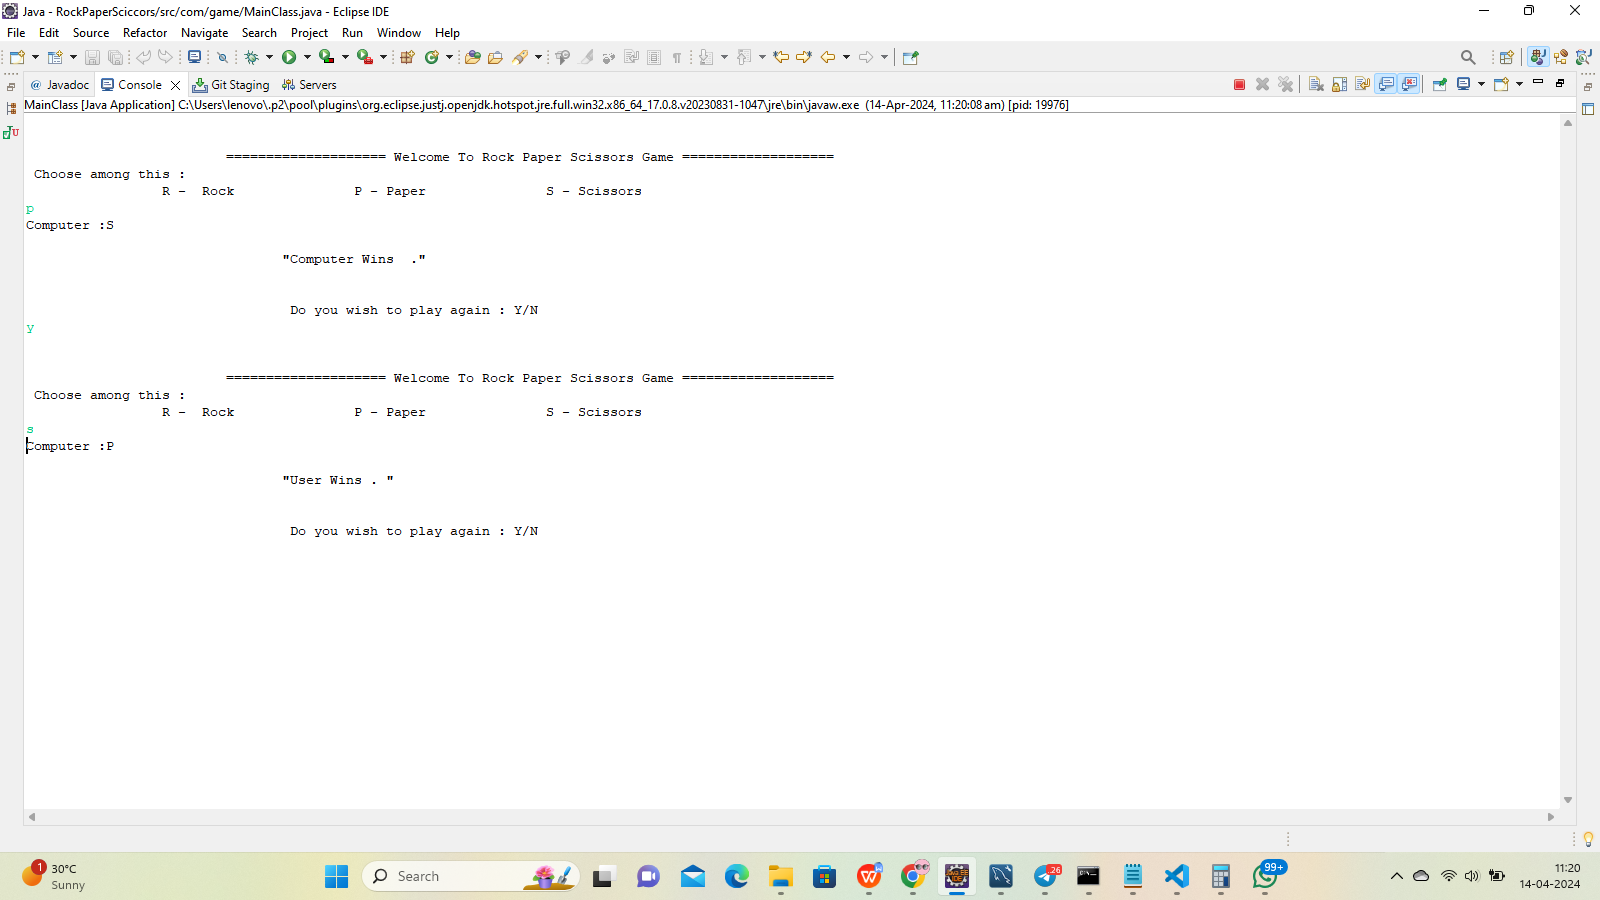 Java - RockPaperSciccors/src/com/game/MainClass.java - Eclipse IDE
File Edit Source Refactor Navigate Search Project Run Window Help
@ Javadoc Console Git Staging Servers
MainClass [Java Application] C:\Users\lenovo\.p2\pool\plugins\org.eclipse.justj.openjdk.hotspot.jre.full.win32.x86_64_17.0.8.v20230831-1047\jre\bin\javaw.exe (14-Apr-2024, 11:20:08 am) [pid: 19976]
==================== Welcome To Rock Paper Scissors Game ===================
Choose among this :
R - Rock P - Paper S - Scissors
p
Computer :S
"Computer Wins ."
Do you wish to play again : Y/N
y
==================== Welcome To Rock Paper Scissors Game ===================
Choose among this :
R - Rock P - Paper S - Scissors
s
Computer :P
"User Wins . "
Do you wish to play again : Y/N
1
30°C
Sunny
Search
26
99+
11:20
14-04-2024